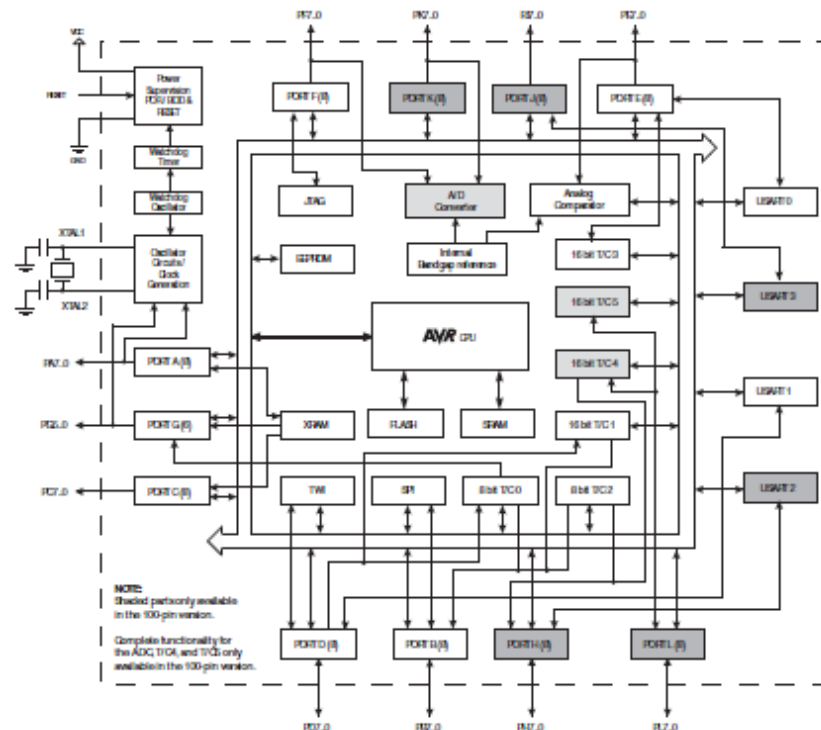 PF7..0 PK7..0 PJ7..0 PE7..0
VCC
RESET
GND
Power
Supervision
POR/ BOD &
RESET
PORT F (8) PORT K (8) PORT J (8) PORT E (8)
Watchdog
Timer
Watchdog
Oscillator
JTAG
A/D
Converter
Analog
Comparator
USART 0
XTAL1
XTAL2
Oscillator
Circuits /
Clock
Generation
EEPROM
Internal
Bandgap reference
16 bit T/C 3
16 bit T/C 5
USART 3
AVR CPU
PA7..0
PORT A (8)
16 bit T/C 4
USART 1
PG5..0
PORT G (6)
XRAM
FLASH
SRAM
16 bit T/C 1
PC7..0
PORT C (8)
TWI
SPI
8 bit T/C 0
8 bit T/C 2
USART 2
NOTE:
Shaded parts only available
in the 100-pin version.
Complete functionality for
the ADC, T/C4, and T/C5 only
available in the 100-pin version.
PORT D (8) PORT B (8) PORT H (8) PORT L (8)
PD7..0 PB7..0 PH7..0 PL7..0